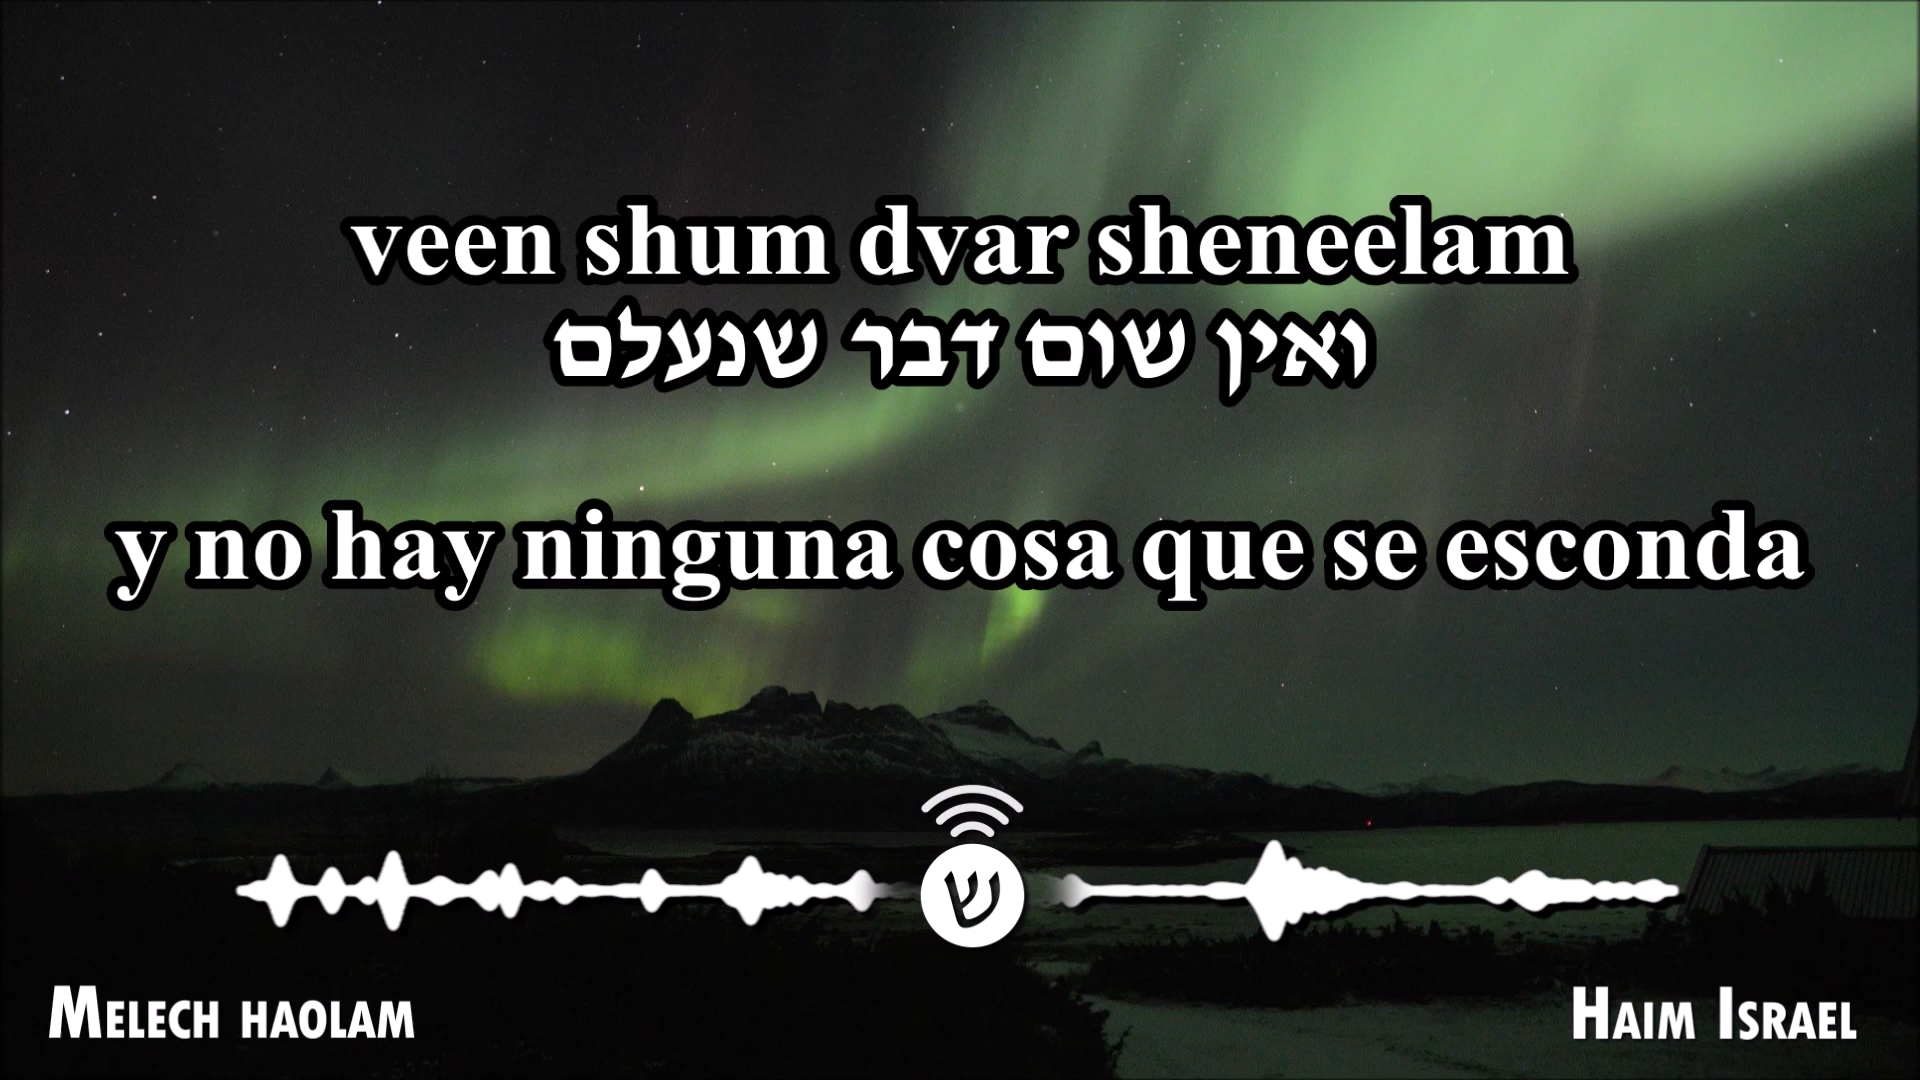 veen shum dvar sheneelam
ואין שום דבר שנעלם
y no hay ninguna cosa que se esconda
ש
Melech haolam
Haim Israel